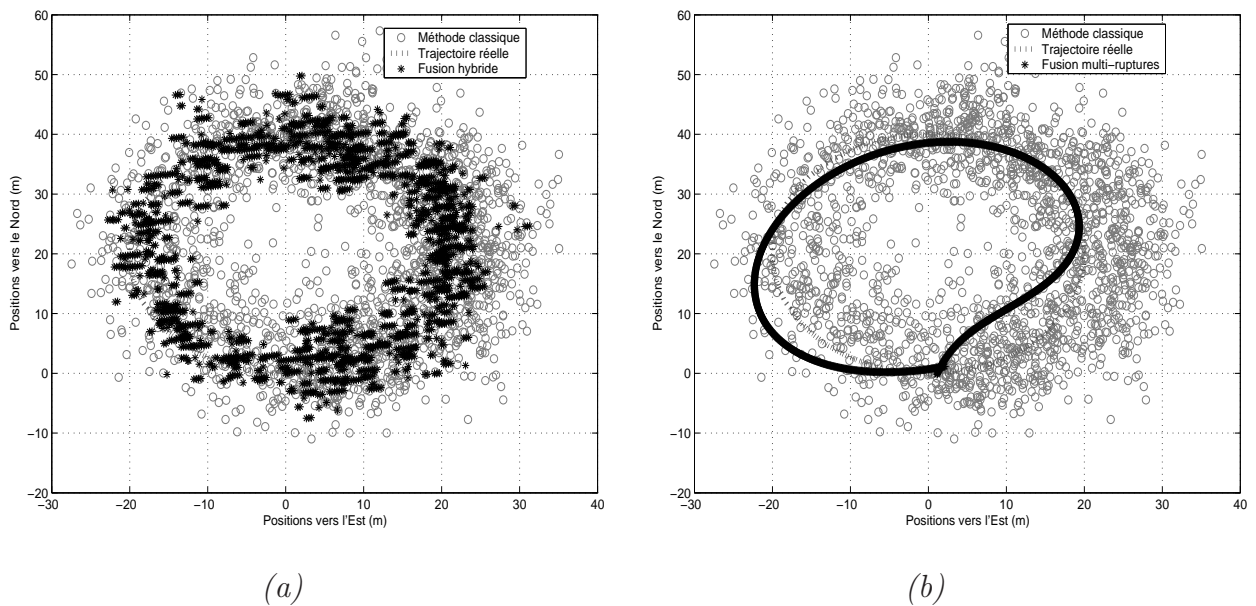 60
50
40
30
20
10
0
−10
−20
−30 −20 −10 0 10 20 30 40
Positions vers le Nord (m)
Positions vers l'Est (m)
Méthode classique
Trajectoire réelle
Fusion hybride
(a)
60
50
40
30
20
10
0
−10
−20
−30 −20 −10 0 10 20 30 40
Positions vers le Nord (m)
Positions vers l'Est (m)
Méthode classique
Trajectoire réelle
Fusion multi−ruptures
(b)